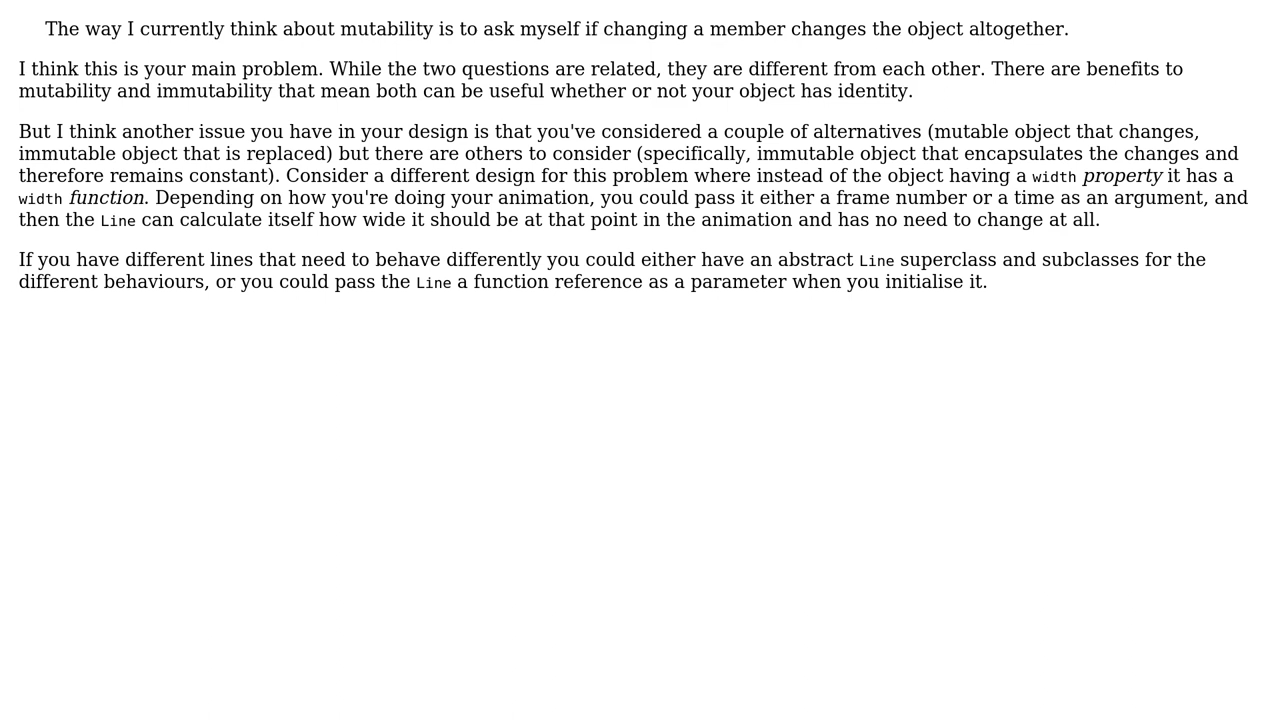 The way I currently think about mutability is to ask myself if changing a member changes the object altogether.
I think this is your main problem. While the two questions are related, they are different from each other. There are benefits to
mutability and immutability that mean both can be useful whether or not your object has identity.
But I think another issue you have in your design is that you've considered a couple of alternatives (mutable object that changes,
immutable object that is replaced) but there are others to consider (specifically, immutable object that encapsulates the changes and
therefore remains constant). Consider a different design for this problem where instead of the object having a width property it has a
width function. Depending on how you're doing your animation, you could pass it either a frame number or a time as an argument, and
then the Line can calculate itself how wide it should be at that point in the animation and has no need to change at all.
If you have different lines that need to behave differently you could either have an abstract Line superclass and subclasses for the
different behaviours, or you could pass the Line a function reference as a parameter when you initialise it.